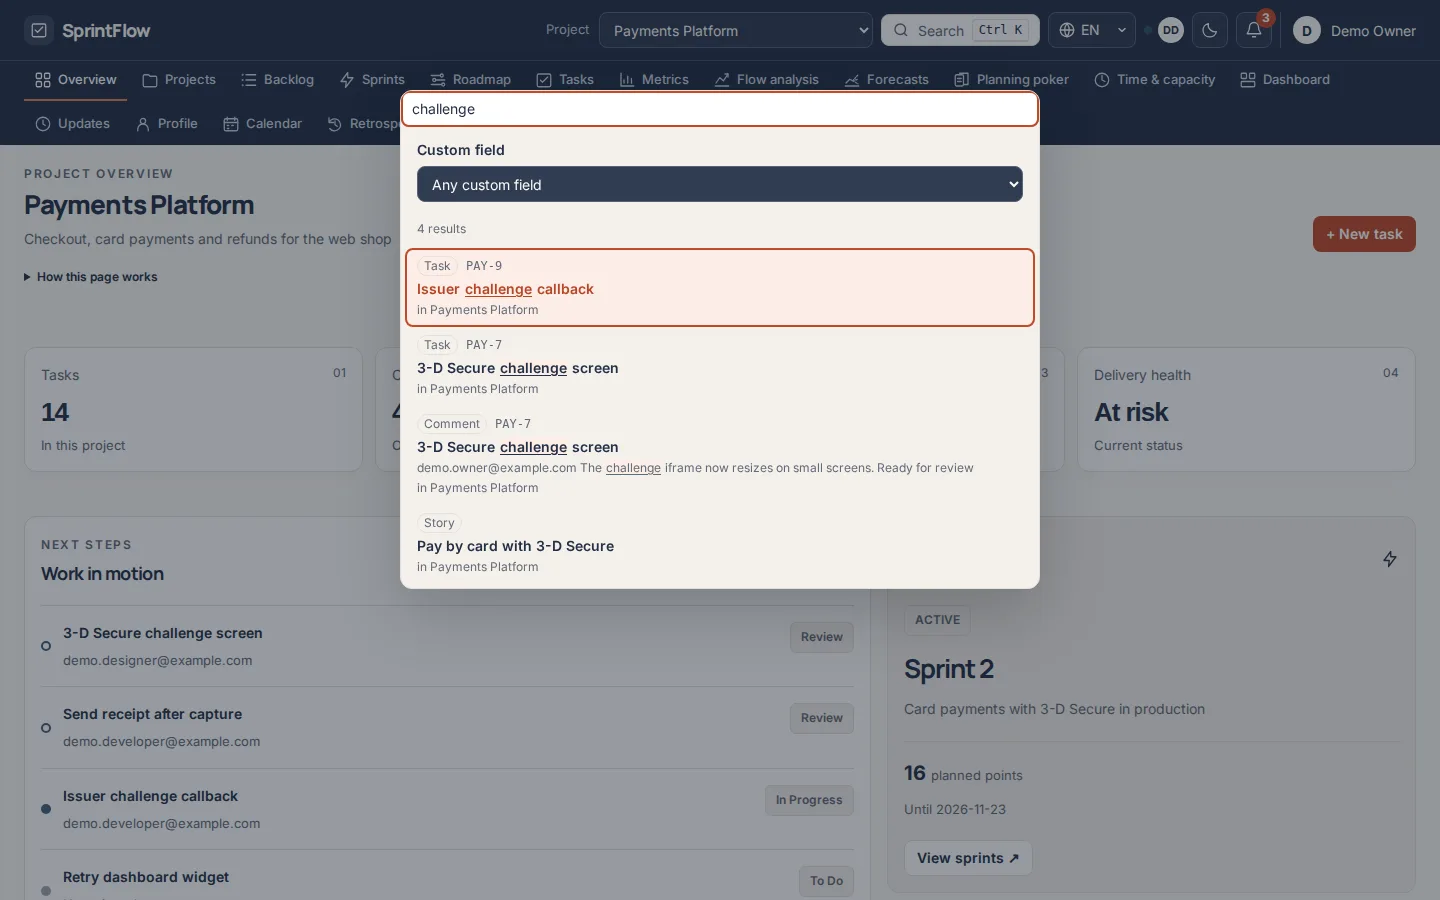 SprintFlow
Project
Payments Platform
Search Ctrl K
EN
DD
3
D
Demo Owner
Overview
Projects
Backlog
Sprints
Roadmap
Tasks
Metrics
Flow analysis
Forecasts
Planning poker
Time & capacity
Dashboard
Updates
Profile
Calendar
challenge
Custom field
Any custom field
4 results
Task PAY-9
Issuer challenge callback
in Payments Platform
Task PAY-7
3-D Secure challenge screen
in Payments Platform
Comment PAY-7
3-D Secure challenge screen
demo.owner@example.com The challenge iframe now resizes on small screens. Ready for review
in Payments Platform
Story
Pay by card with 3-D Secure
in Payments Platform
PROJECT OVERVIEW
Payments Platform
Checkout, card payments and refunds for the web shop
How this page works
+ New task
Tasks
01
14
In this project
3
Delivery health
04
At risk
Current status
NEXT STEPS
Work in motion
3-D Secure challenge screen
demo.designer@example.com
Review
Send receipt after capture
demo.developer@example.com
Review
Issuer challenge callback
demo.developer@example.com
In Progress
Retry dashboard widget
To Do
ACTIVE
Sprint 2
Card payments with 3-D Secure in production
16 planned points
Until 2026-11-23
View sprints ↗